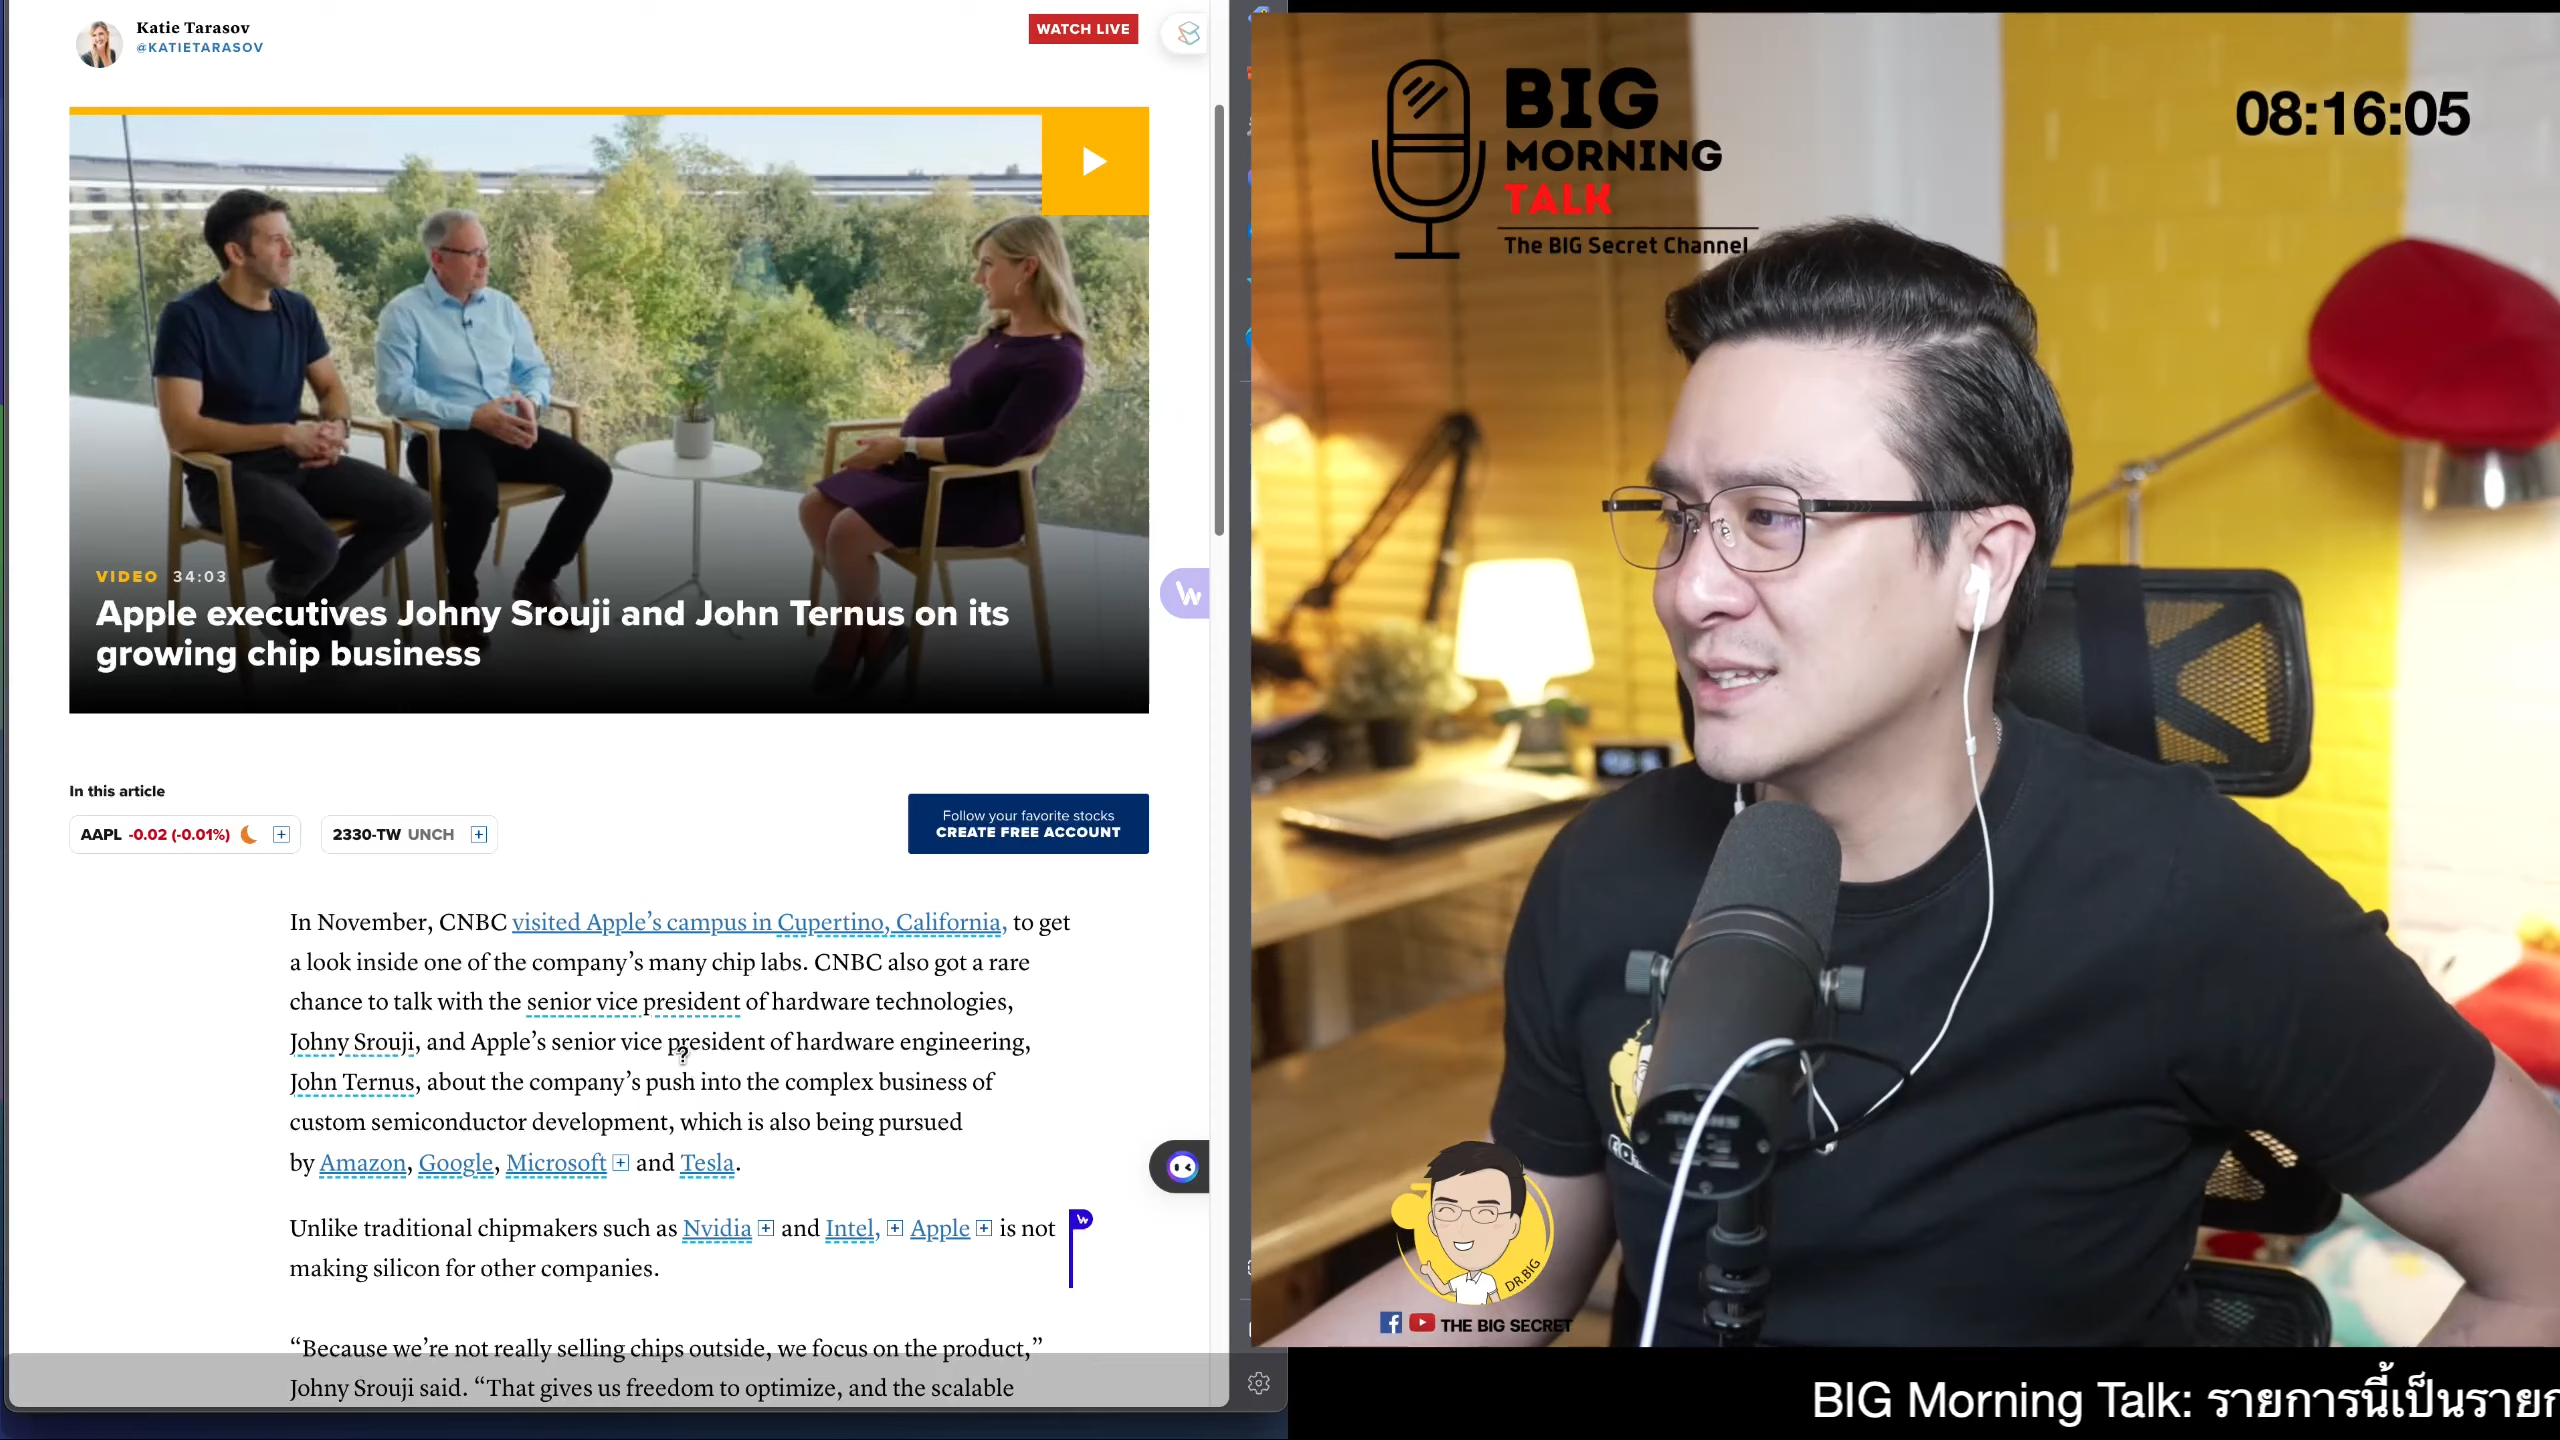 Katie Tarasov
@KATIETARASOV
WATCH LIVE
VIDEO 34:03
Apple executives Johny Srouji and John Ternus on its
growing chip business
In this article
AAPL -0.02 (-0.01%)
2330-TW UNCH
Follow your favorite stocks
CREATE FREE ACCOUNT
In November, CNBC visited Apple’s campus in Cupertino, California, to get
a look inside one of the company’s many chip labs. CNBC also got a rare
chance to talk with the senior vice president of hardware technologies,
Johny Srouji, and Apple’s senior vice president of hardware engineering,
John Ternus, about the company’s push into the complex business of
custom semiconductor development, which is also being pursued
by Amazon, Google, Microsoft and Tesla.
Unlike traditional chipmakers such as Nvidia and Intel, Apple is not
making silicon for other companies.
“Because we’re not really selling chips outside, we focus on the product,”
Johny Srouji said. “That gives us freedom to optimize, and the scalable
BIG
MORNING
TALK
The BIG Secret Channel
08:16:05
DR.BIG
THE BIG SECRET
BIG Morning Talk: รายการนี้เป็นราย